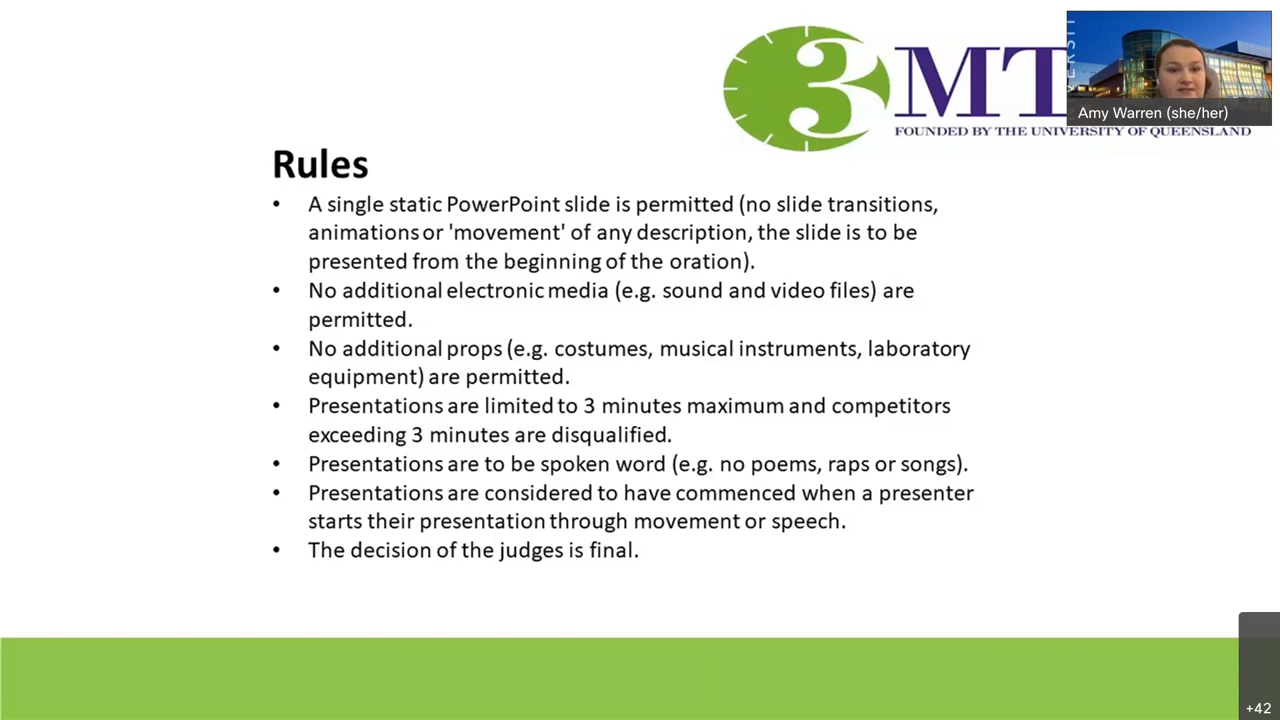 3MT
FOUNDED BY THE UNIVERSITY OF QUEENSLAND
Amy Warren (she/her)
Rules
• A single static PowerPoint slide is permitted (no slide transitions,
animations or 'movement' of any description, the slide is to be
presented from the beginning of the oration).
• No additional electronic media (e.g. sound and video files) are
permitted.
• No additional props (e.g. costumes, musical instruments, laboratory
equipment) are permitted.
• Presentations are limited to 3 minutes maximum and competitors
exceeding 3 minutes are disqualified.
• Presentations are to be spoken word (e.g. no poems, raps or songs).
• Presentations are considered to have commenced when a presenter
starts their presentation through movement or speech.
• The decision of the judges is final.
+42